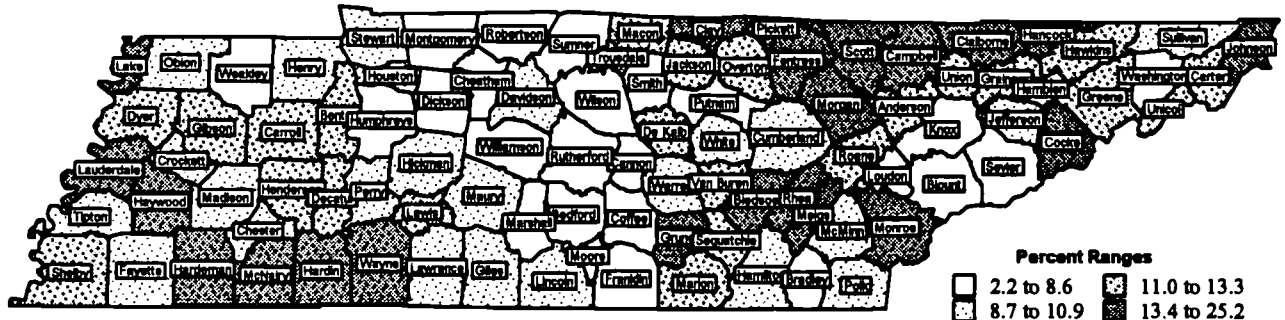 Stewart Montgomery Robertson Sumner Macon Clay Pickett Scott Campbell Claiborne Hancock Hawkins Sullivan Johnson
Lake Obion Weakley Henry Houston Cheatham Trousdale Jackson Overton Fentress Union Grainger Hamblen Washington Carter
Dyer Gibson Carroll Humphreys Dickson Davidson Wilson Smith Putnam Morgan Anderson Knox Jefferson Greene Unicoi
Lauderdale Crockett Hickman Williamson Rutherford Cannon De Kalb White Cumberland Roane Cocke
Haywood Madison Perry Maury Warre Van Buren Rhea Loudon Blount Sevier
Tipton Chester Lewis Marshall Bedford Coffee Bledsoe Meigs McMinn Monroe
Shelby Fayette Hardeman McNairy Hardin Wayne Lawrence Giles Lincoln Moore Franklin Grun Sequatchie Marion Hamilton Bradley Polk
Percent Ranges
2.2 to 8.6 11.0 to 13.3
8.7 to 10.9 13.4 to 25.2